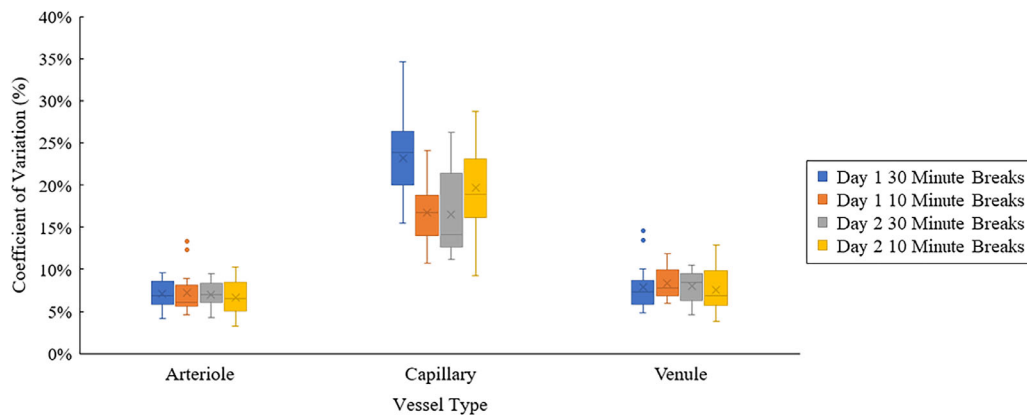 40%
35%
30%
25%
20%
15%
10%
5%
0%
Coefficient of Variation (%)
Arteriole Capillary Venule
Vessel Type
Day 1 30 Minute Breaks
Day 1 10 Minute Breaks
Day 2 30 Minute Breaks
Day 2 10 Minute Breaks